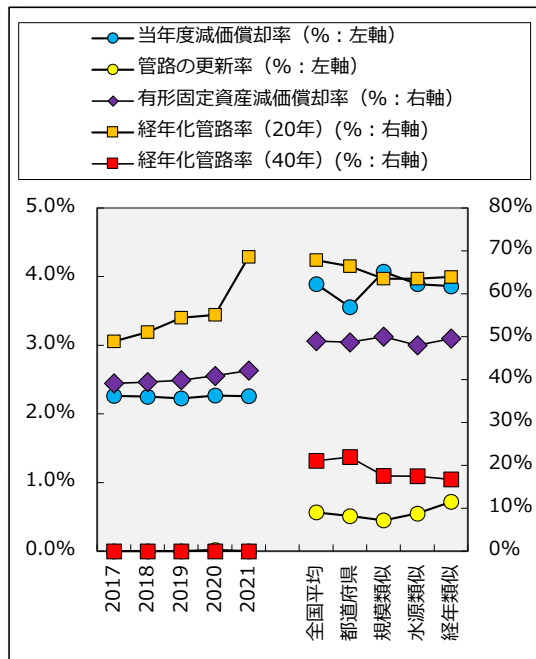 当年度減価償却率（%：左軸）
管路の更新率（%：左軸）
有形固定資産減価償却率（%：右軸）
経年化管路率（20年）(%：右軸)
経年化管路率（40年）(%：右軸)
5.0%
4.0%
3.0%
2.0%
1.0%
0.0%
80%
70%
60%
50%
40%
30%
20%
10%
0%
2017
2018
2019
2020
2021
全国平均
都道府県
規模類似
水源類似
経年類似